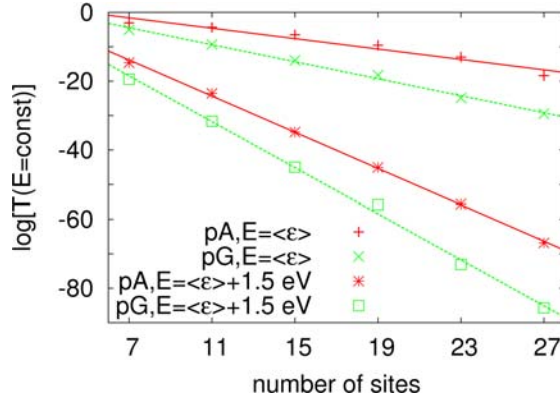 log[T(E=const)]
0
-20
-40
-60
-80
pA,E=<ε>
pG,E=<ε>
pA,E=<ε>+1.5 eV
pG,E=<ε>+1.5 eV
7 11 15 19 23 27
number of sites